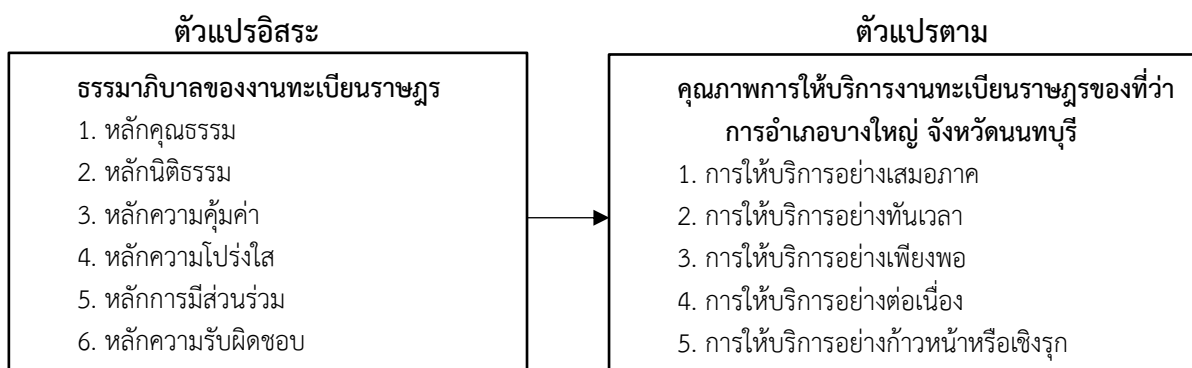 ตัวแปรอิสระ
ธรรมาภิบาลของงานทะเบียนราษฎร
1. หลักคุณธรรม
2. หลักนิติธรรม
3. หลักความคุ้มค่า
4. หลักความโปร่งใส
5. หลักการมีส่วนร่วม
6. หลักความรับผิดชอบ
ตัวแปรตาม
คุณภาพการให้บริการงานทะเบียนราษฎรของที่ว่า
การอำเภอบางใหญ่ จังหวัดนนทบุรี
1. การให้บริการอย่างเสมอภาค
2. การให้บริการอย่างทันเวลา
3. การให้บริการอย่างเพียงพอ
4. การให้บริการอย่างต่อเนื่อง
5. การให้บริการอย่างก้าวหน้าหรือเชิงรุก